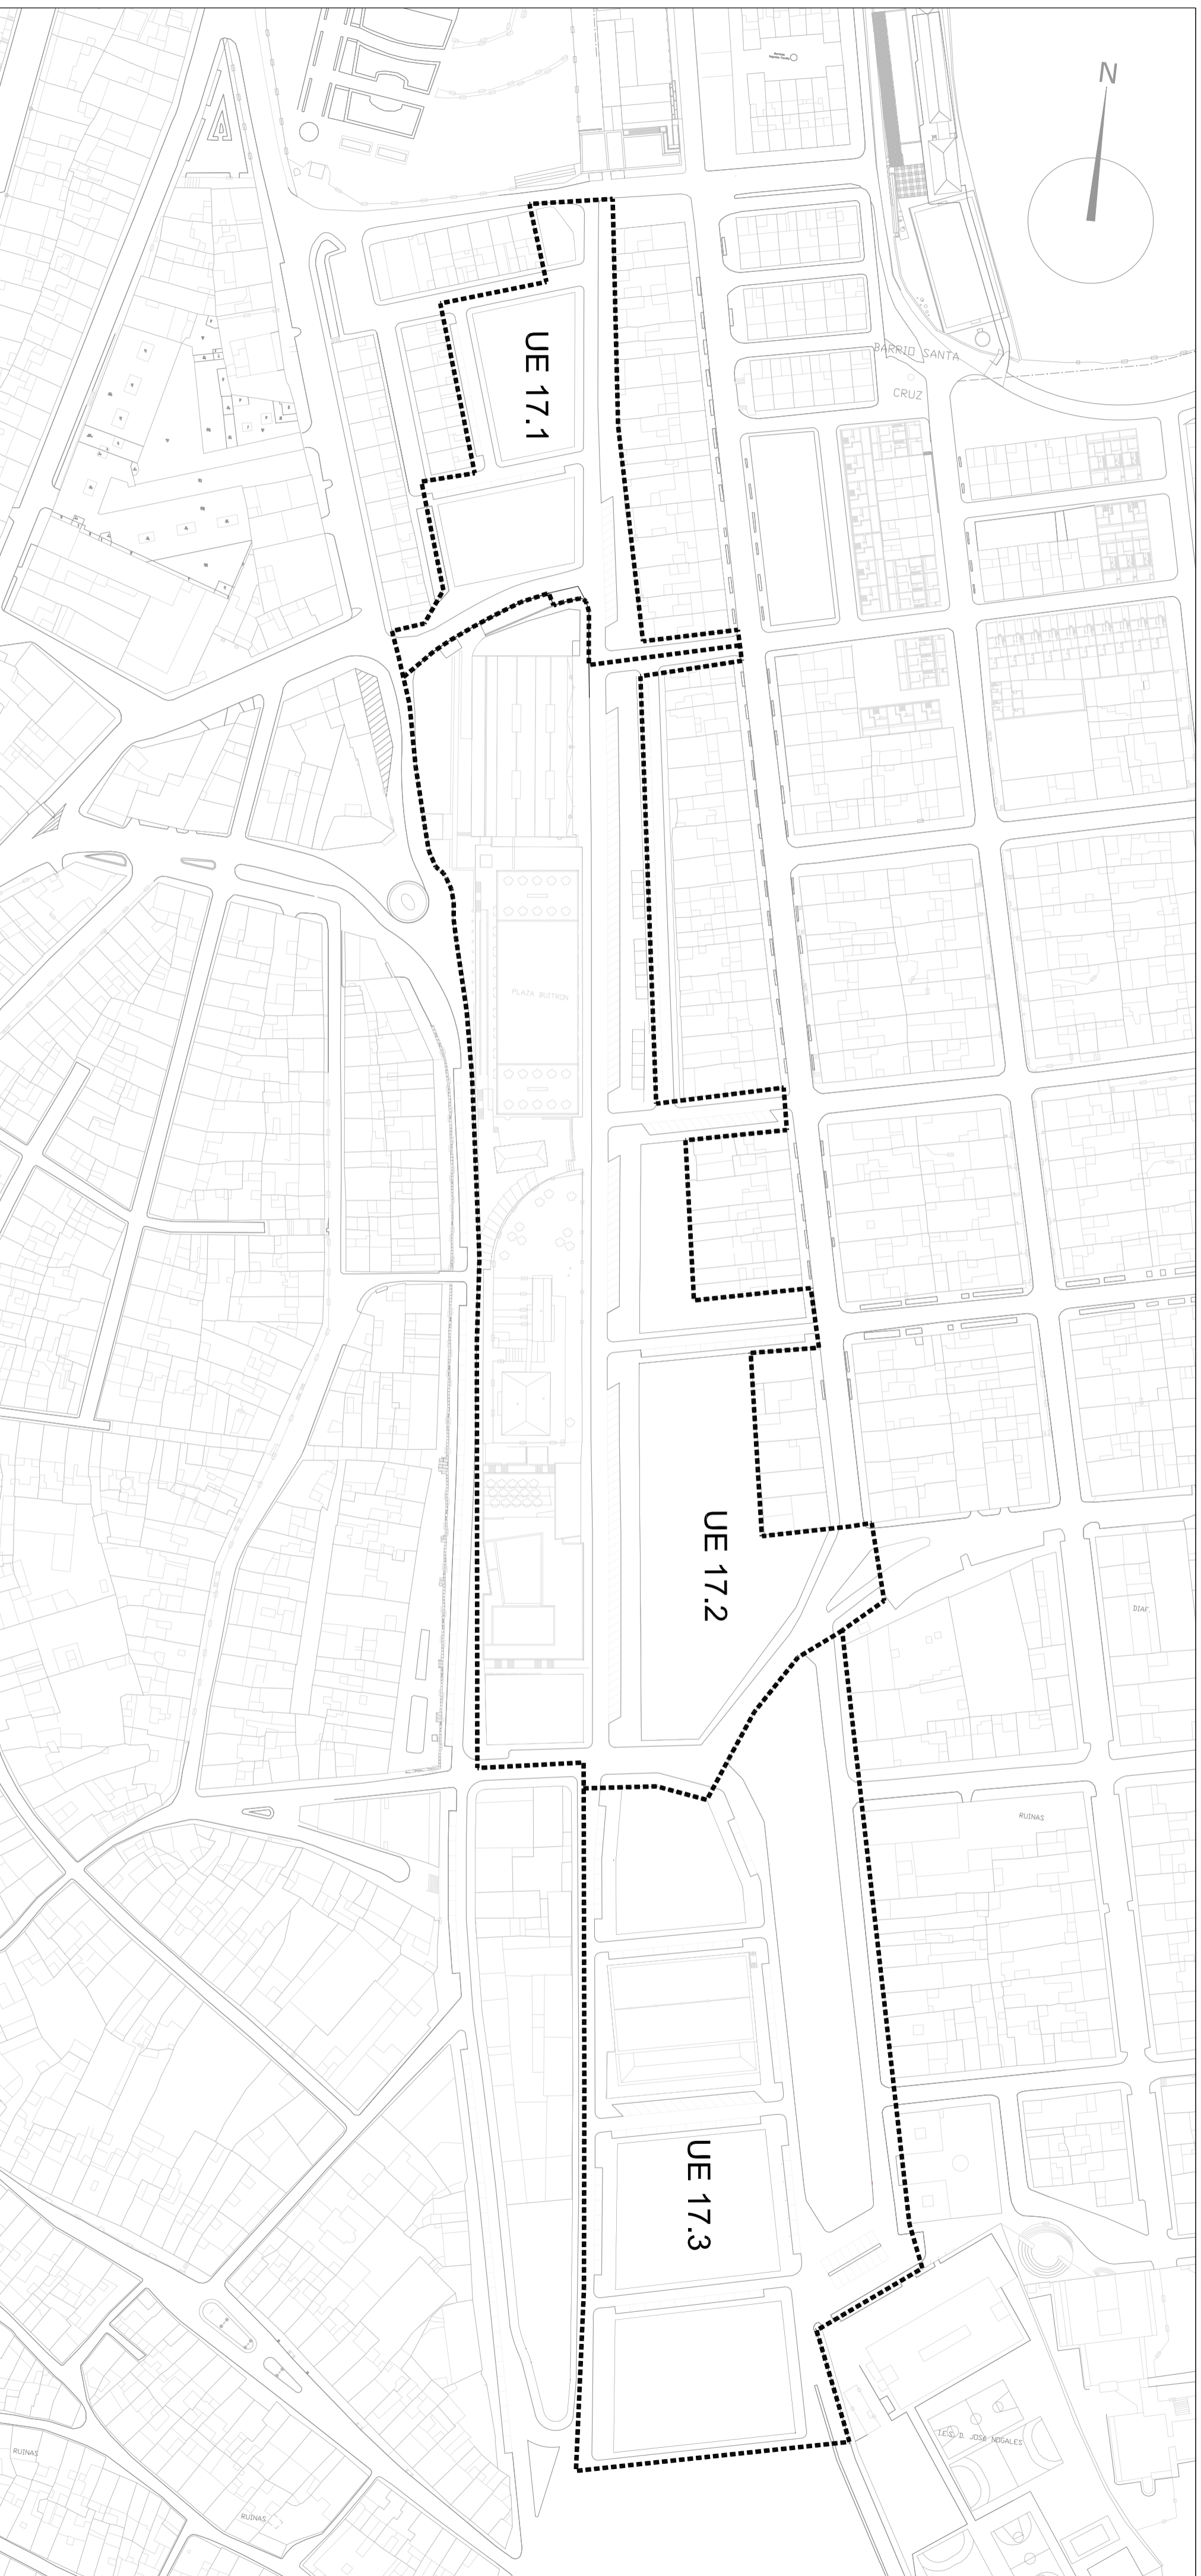 N
BARRIO SANTA
CRUZ
UE 17.1
PLAZA BUITRON
UE 17.2
DIAF.
RUINAS
UE 17.3
I.E.S. D. JOSE NOGALES
RUINAS
RUINAS